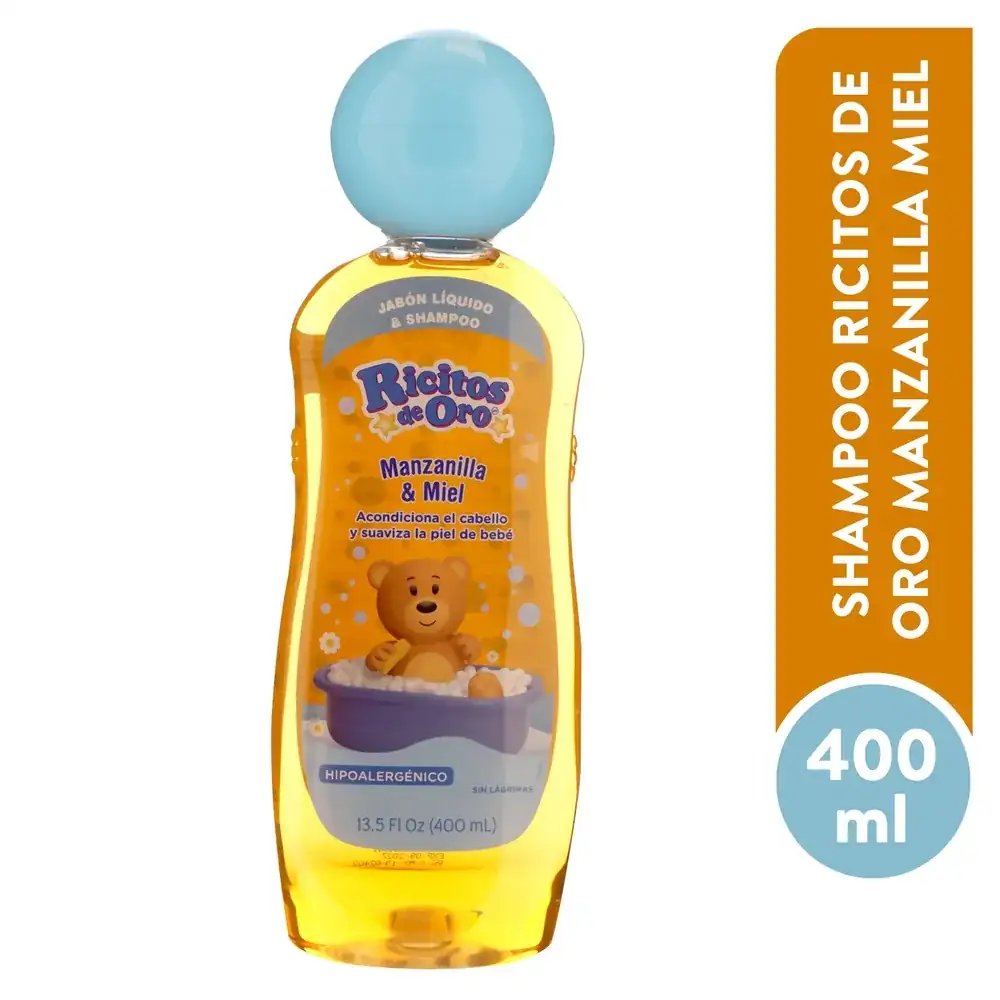 JABÓN LÍQUIDO
& SHAMPOO
Ricitos
de Oro
Manzanilla
& Miel
Acondiciona el cabello
y suaviza la piel de bebé
HIPOALERGÉNICO
SIN LÁGRIMAS
13.5 Fl Oz (400 mL)
SHAMPOO RICITOS DE
ORO MANZANILLA MIEL
400
ml